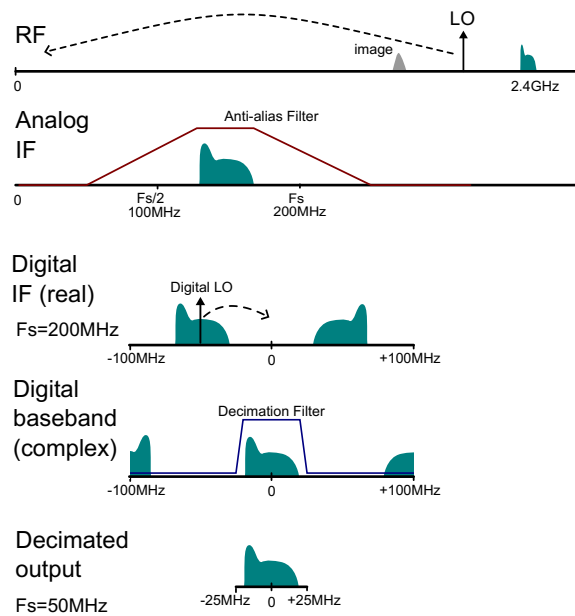 RF
LO
image
0
2.4GHz
Analog
IF
Anti-alias Filter
0
Fs/2
100MHz
Fs
200MHz
Digital
IF (real)
Fs=200MHz
Digital LO
-100MHz
0
+100MHz
Digital
baseband
(complex)
Decimation Filter
-100MHz
0
+100MHz
Decimated
output
Fs=50MHz
-25MHz
0
+25MHz